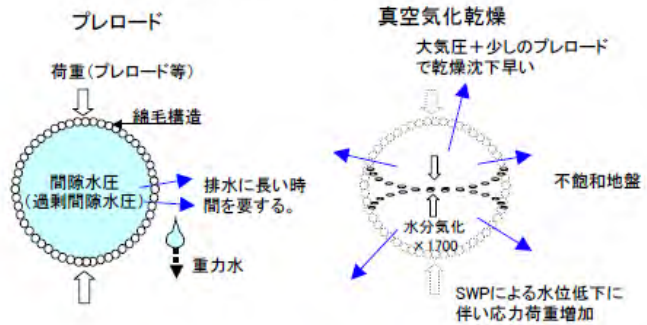 プレロード
荷重(プレロード等)
綿毛構造
間隙水圧
(過剰間隙水圧)
排水に長い時
間を要する。
重力水
真空気化乾燥
大気圧+少しのプレロード
で乾燥沈下早い
不飽和地盤
水分気化
×1700
SWPによる水位低下に
伴い応力荷重増加